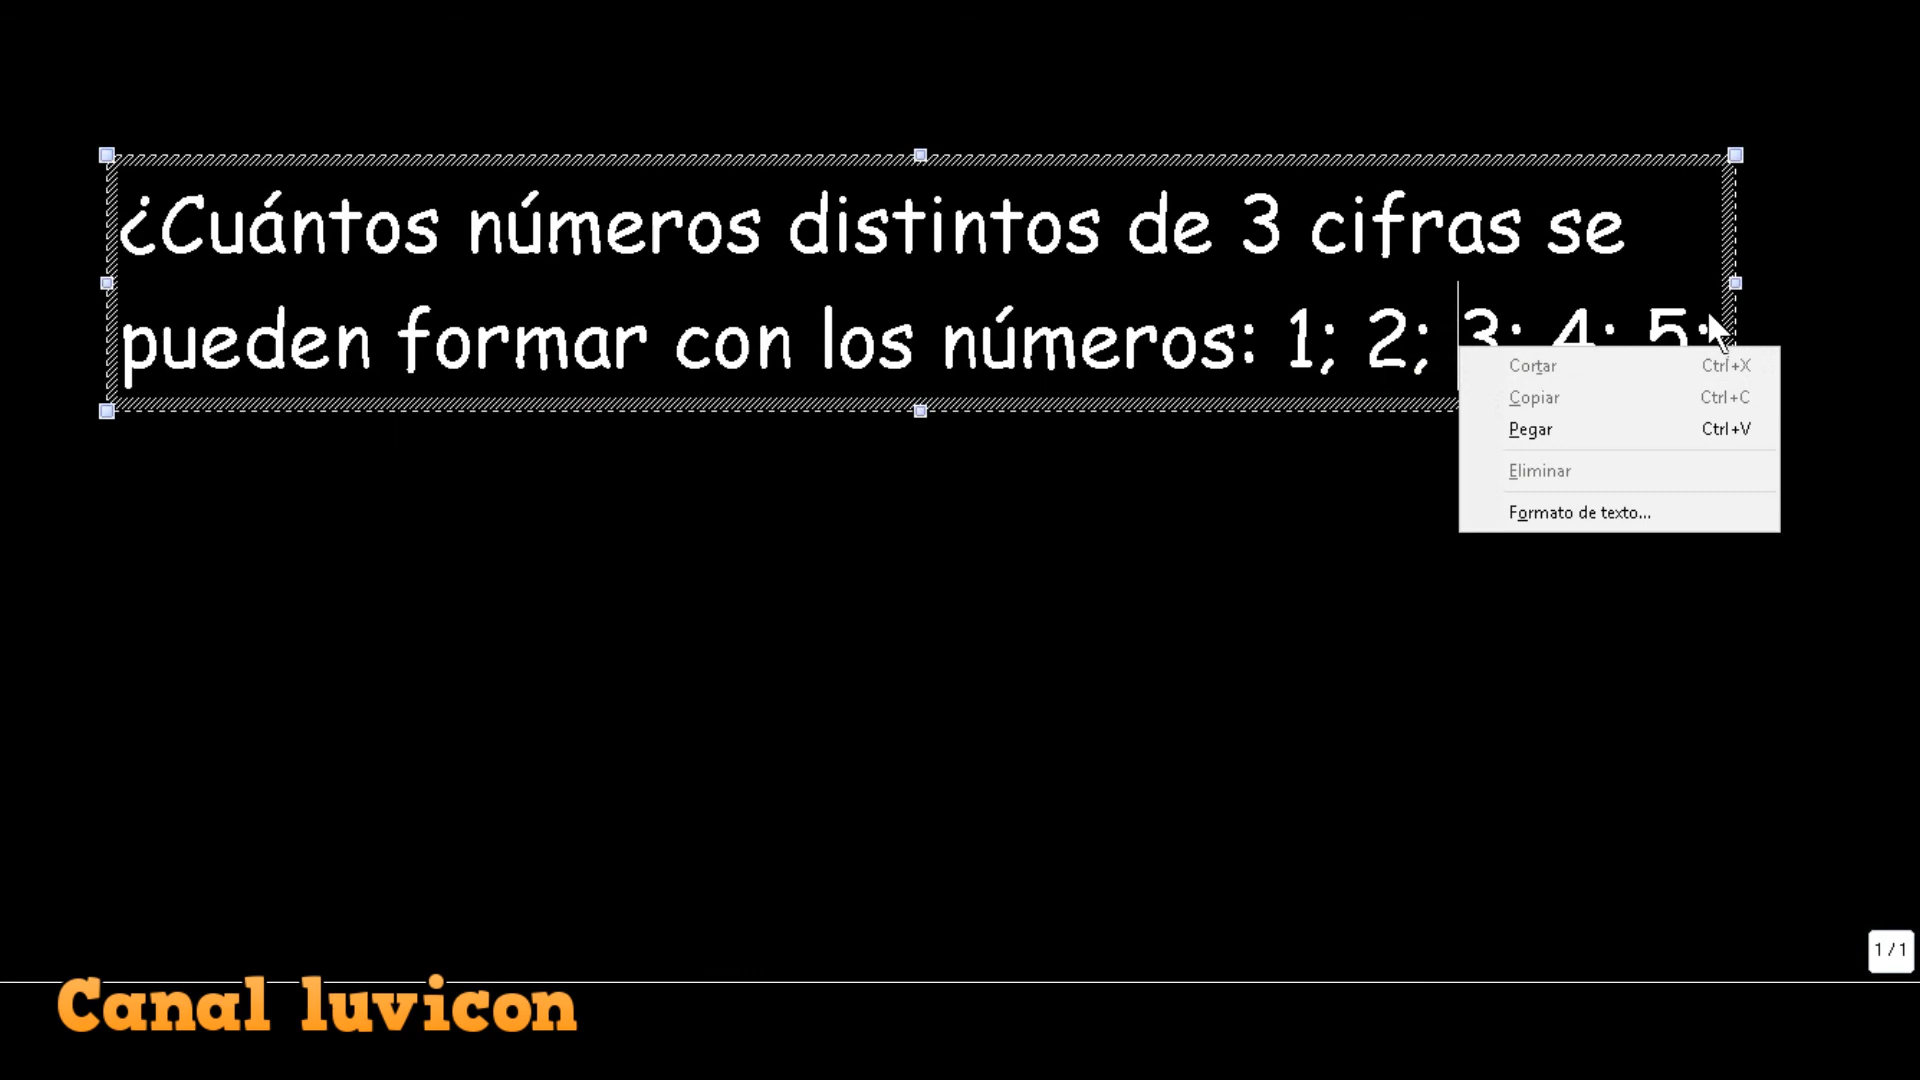 ¿Cuántos números distintos de 3 cifras se
pueden formar con los números: 1; 2; 3; 4; 5;
Cortar Ctrl+X
Copiar Ctrl+C
Pegar Ctrl+V
Eliminar
Formato de texto...
1/1
Canal luvicon